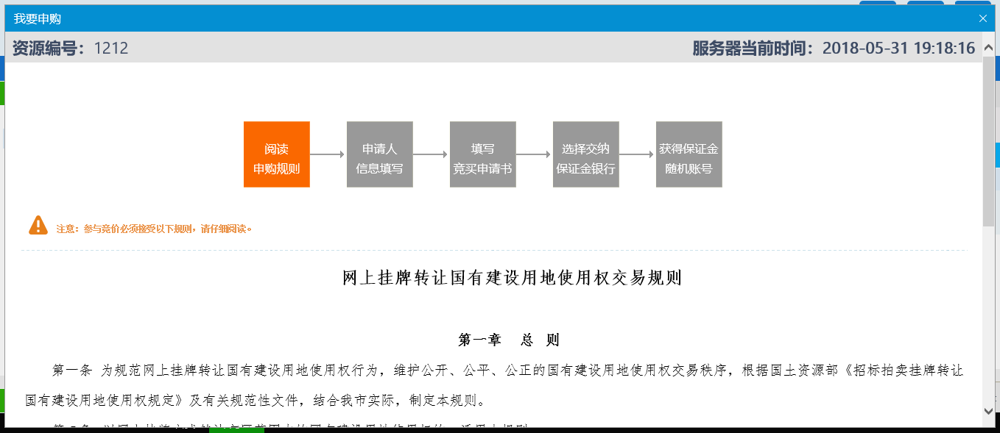 我要申购
资源编号：1212
服务器当前时间：2018-05-31 19:18:16
阅读
申购规则
申请人
信息填写
填写
竞买申请书
选择交纳
保证金银行
获得保证金
随机账号
注意：参与竞价必须接受以下规则，请仔细阅读。
网上挂牌转让国有建设用地使用权交易规则
第一章 总 则
第一条 为规范网上挂牌转让国有建设用地使用权行为，维护公开、公平、公正的国有建设用地使用权交易秩序，根据国土资源部《招标拍卖挂牌转让
国有建设用地使用权规定》及有关规范性文件，结合我市实际，制定本规则。